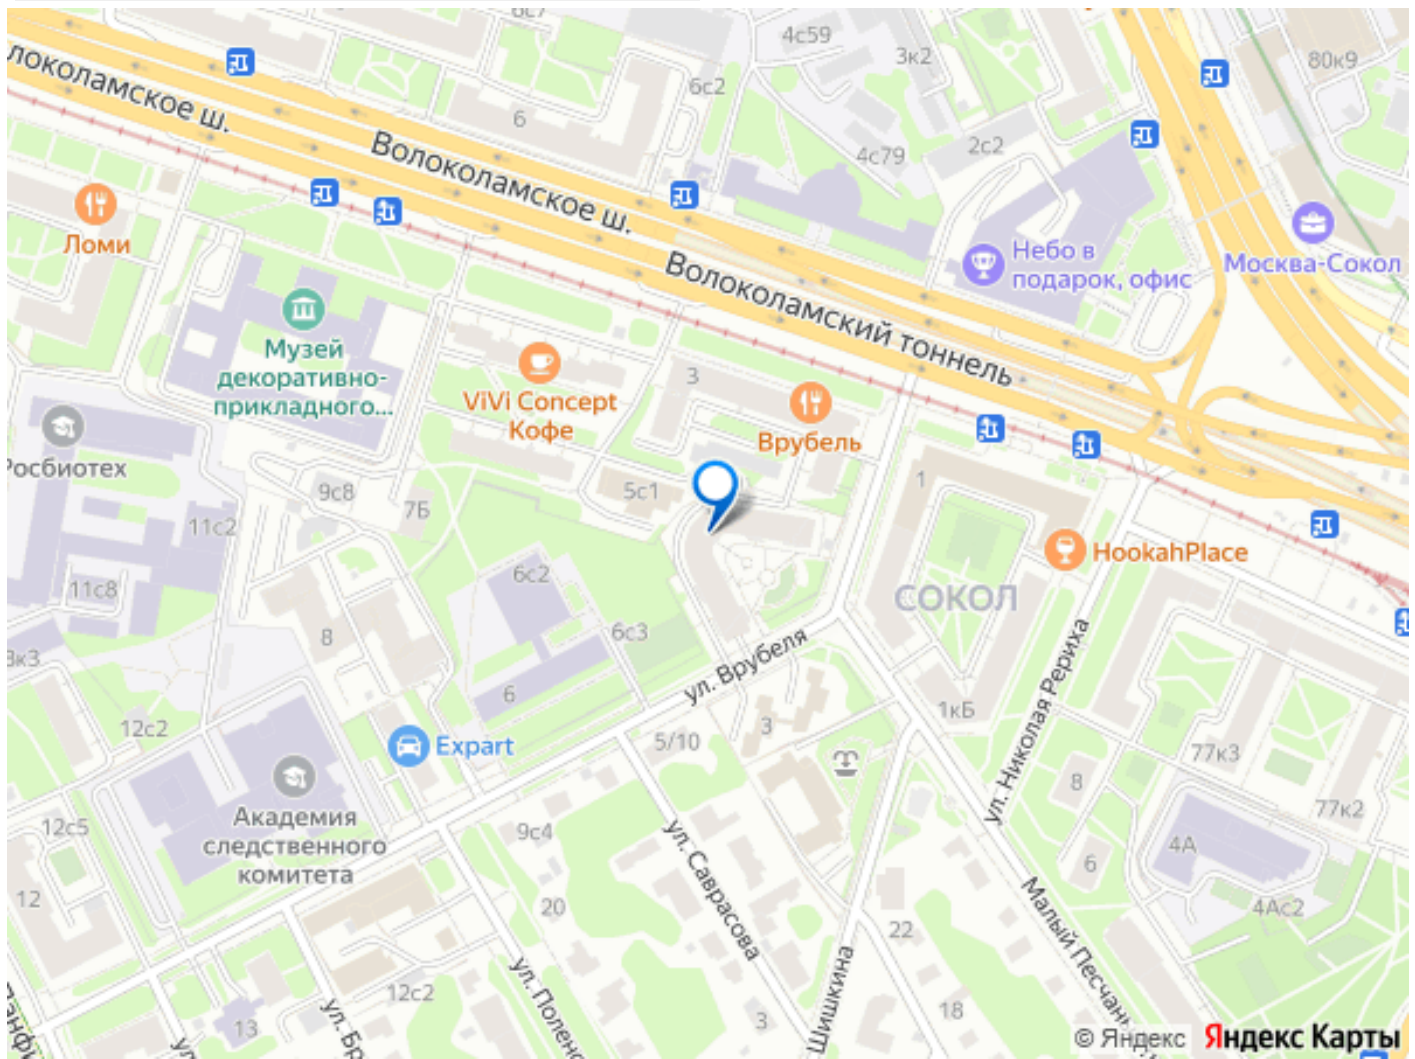 6с7
4с59
3к2
80к9
6
6с2
олоколамское ш.
Волоколамское ш.
4с79
2с2
Ломи
Небо в
подарок, офис
Москва-Сокол
Волоколамский тоннель
Музей
декоративно-
прикладного...
ViVi Concept
Кофе
3
Врубель
Росбиотех
9с8
7Б
5с1
1
11с2
HookahPlace
11с8
6с2
СОКОЛ
8
6с3
ул. Врубеля
ул. Николая Рериха
6
12с2
1кБ
Expart
5/10
3
77к3
8
77к2
Академия
следственного
комитета
12с5
9с4
ул. Саврасова
4А
6
12
20
Малый Песчан
4Ас2
22
ул. Поленс
Шишкина
12с2
18
13
ул. Бр
3
ул.
© Яндекс Яндекс Карты